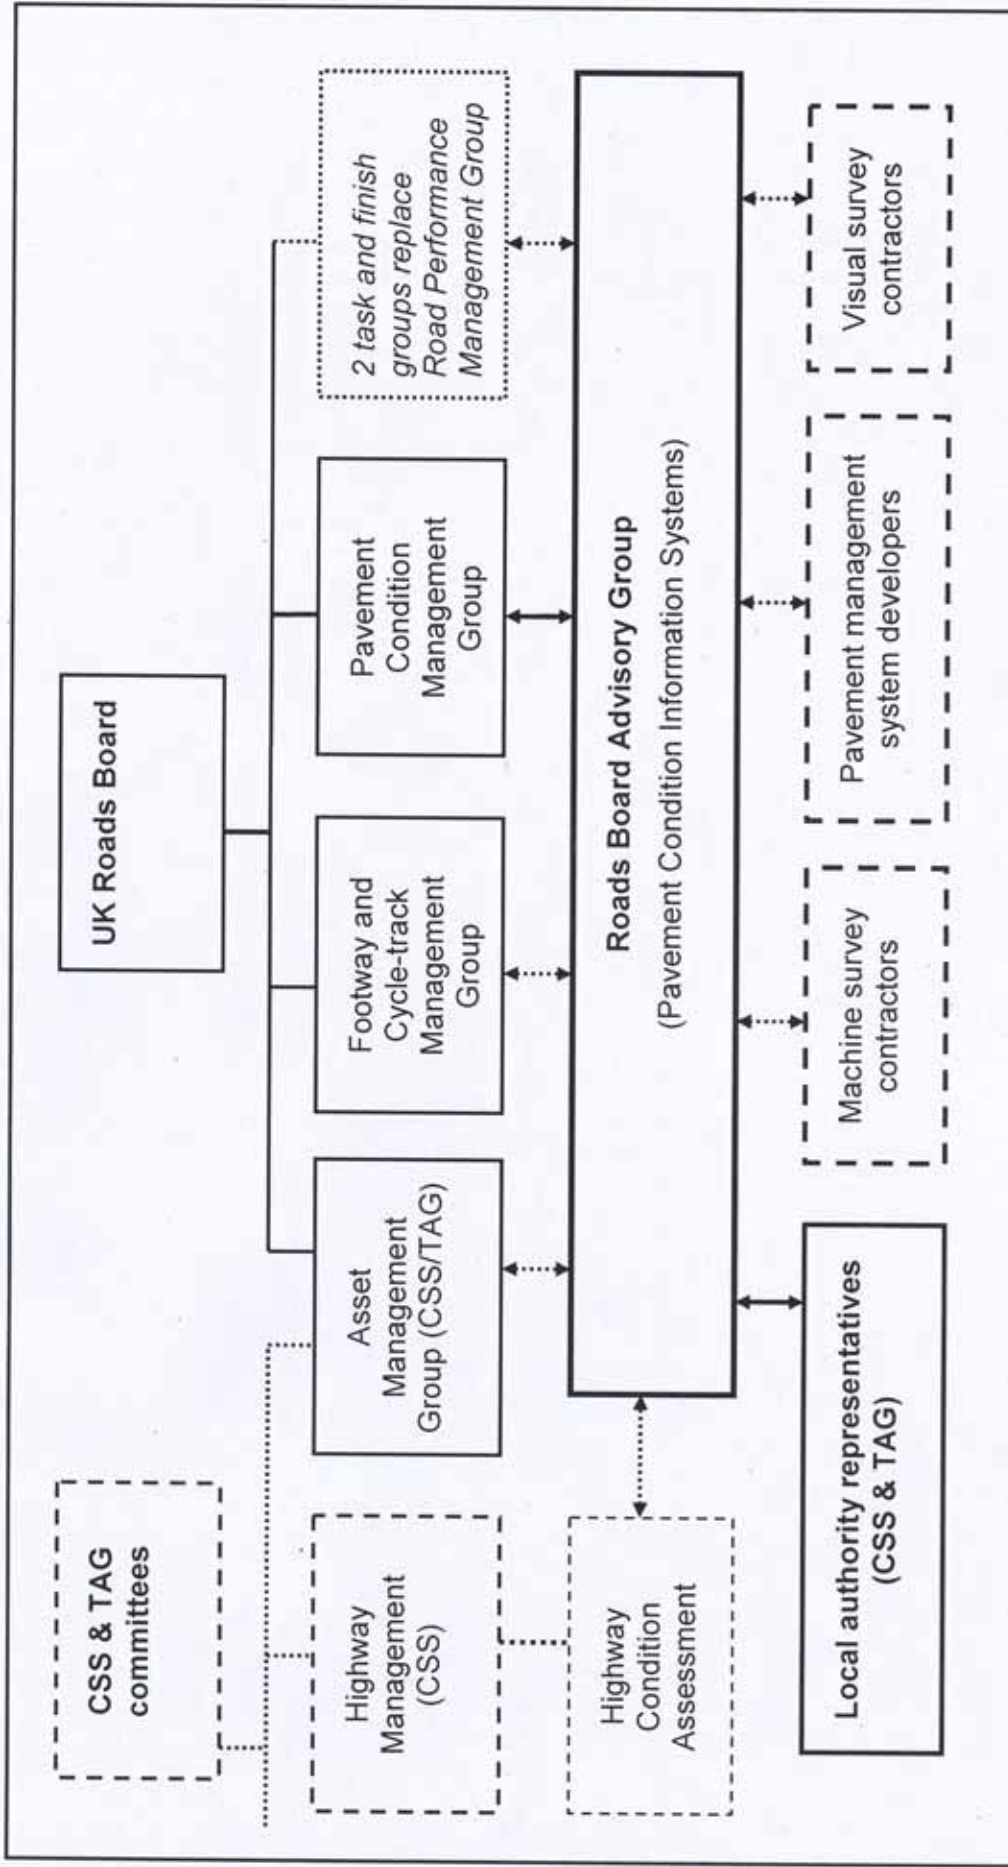 CSS & TAG
committees
UK Roads Board
Highway
Management
(CSS)
Asset
Management
Group (CSS/TAG)
Footway and
Cycle-track
Management
Group
Pavement
Condition
Management
Group
2 task and finish
groups replace
Road Performance
Management Group
Highway
Condition
Assessment
Roads Board Advisory Group
(Pavement Condition Information Systems)
Local authority representatives
(CSS & TAG)
Machine survey
contractors
Pavement management
system developers
Visual survey
contractors